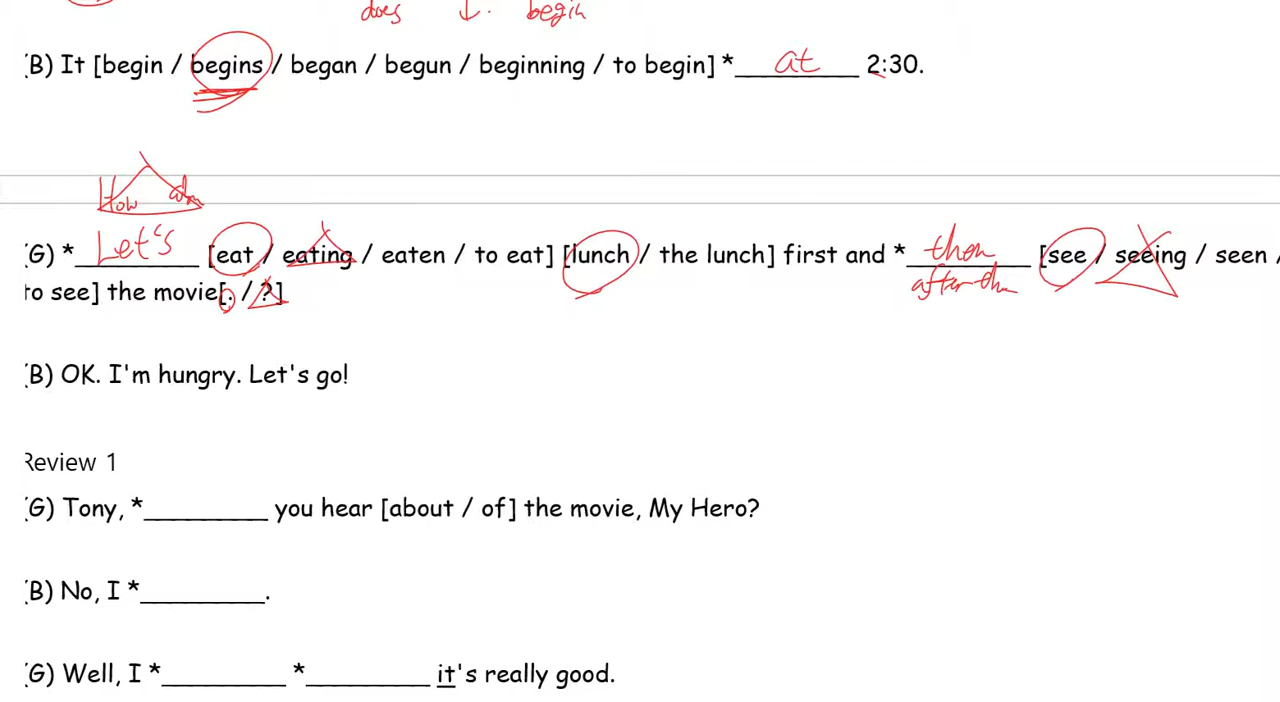 does ↓. begin
(B) It [begin / begins / began / begun / beginning / to begin] *_________ at 2:30.
How
Let's
(G) *_________ [eat / eating / eaten / to eat] [lunch / the lunch] first and *_________ then [see / seeing / seen /
after
to see] the movie[. / ?]
(B) OK. I'm hungry. Let's go!
Review 1
(G) Tony, *_________ you hear [about / of] the movie, My Hero?
(B) No, I *_________.
(G) Well, I *_________ *_________ it's really good.